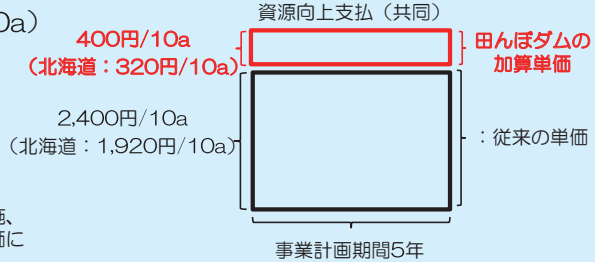 0a）
資源向上支払（共同）
400円/10a
（北海道：320円/10a）
田んぼダムの
加算単価
2,400円/10a
（北海道：1,920円/10a）
：従来の単価
施、
価に
事業計画期間5年